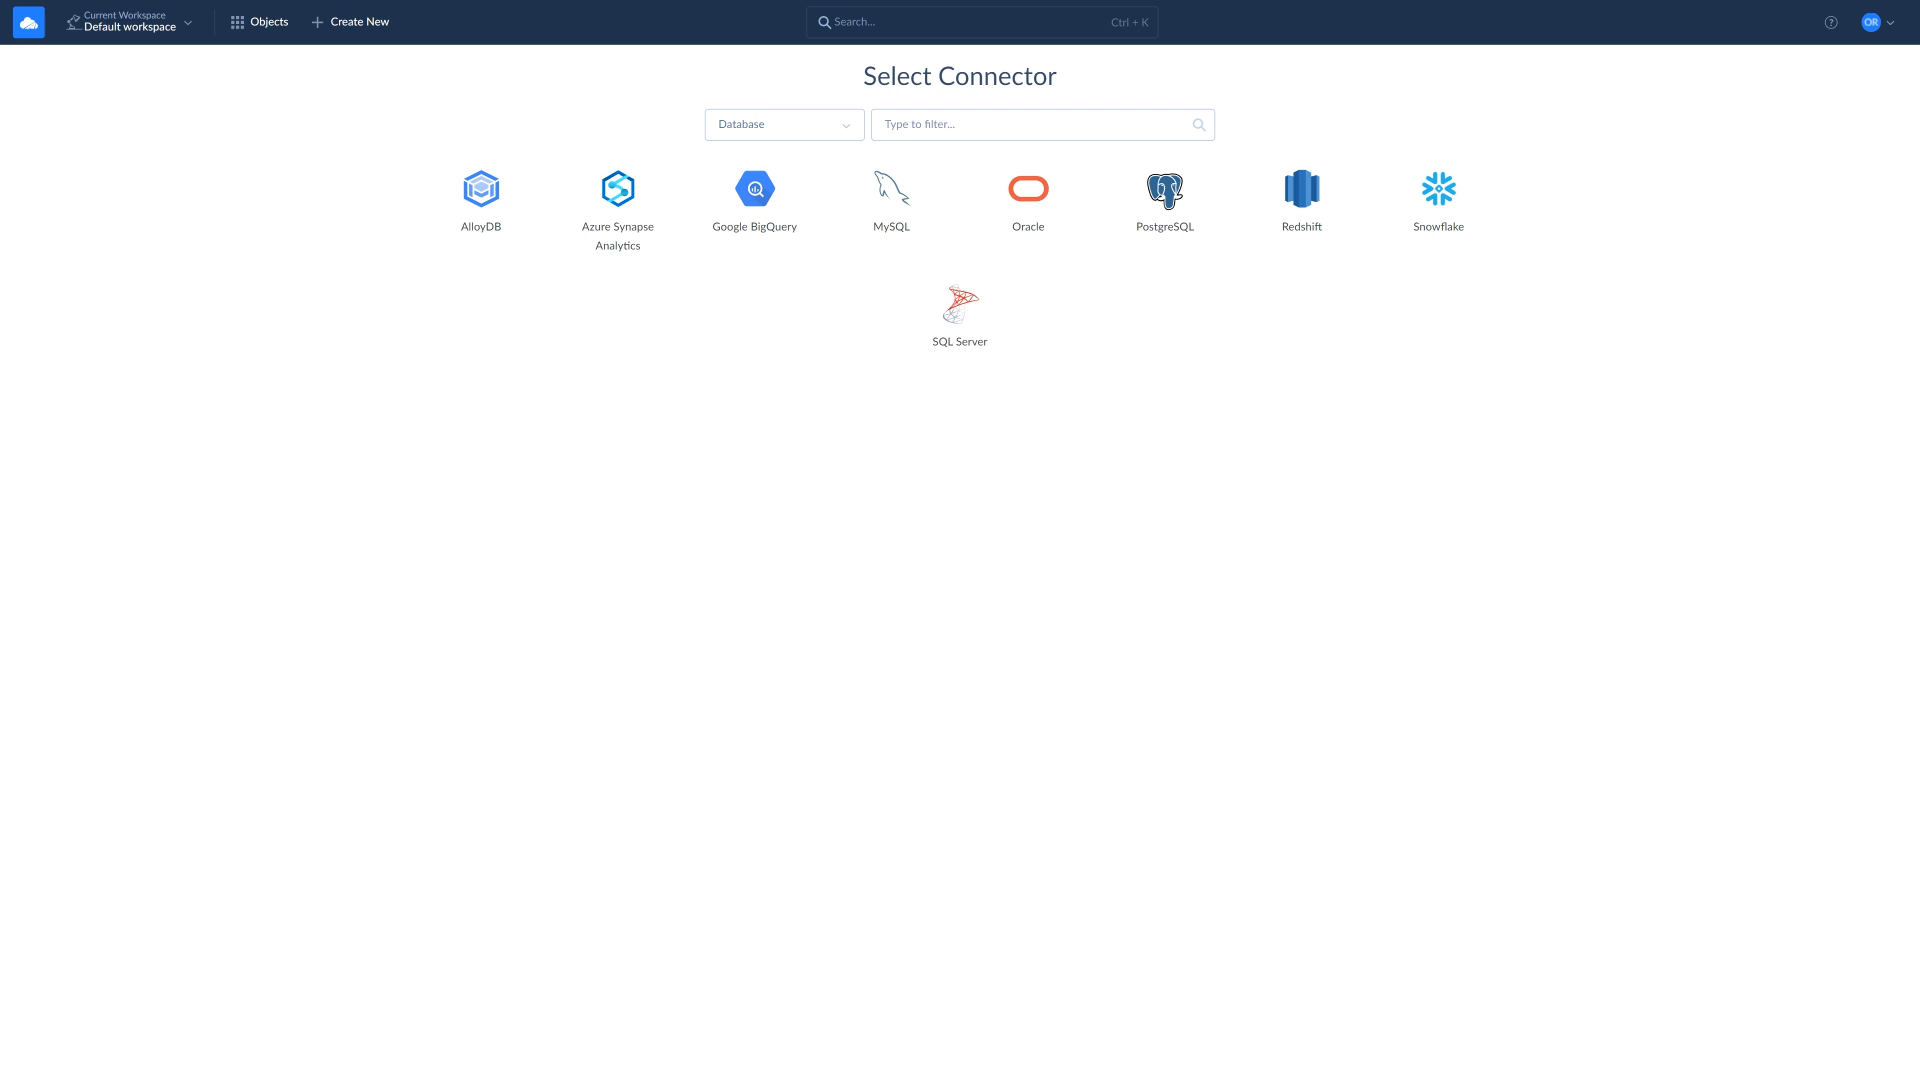 Current Workspace
Default workspace
Objects
Create New
Search...
Ctrl + K
OR
Select Connector
Database
Type to filter...
AlloyDB
Azure Synapse
Analytics
Google BigQuery
MySQL
Oracle
PostgreSQL
Redshift
Snowflake
SQL Server